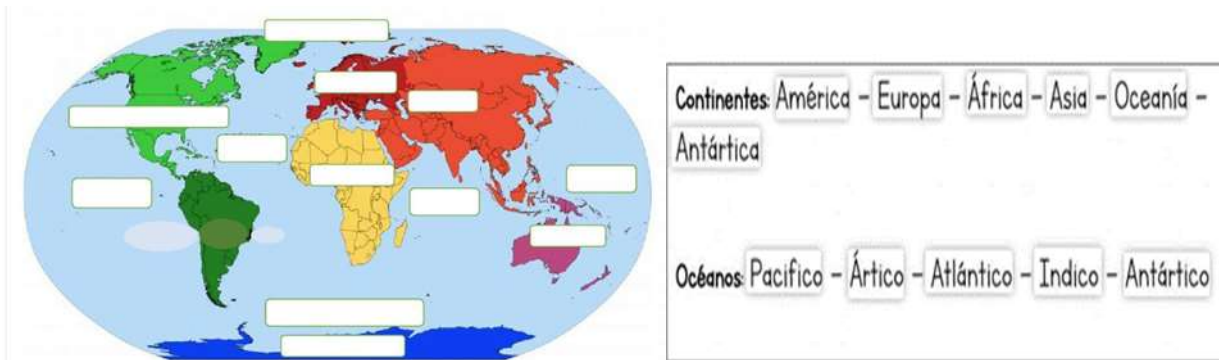 Continentes: América – Europa – África – Asia – Oceanía –
Antártica
Océanos: Pacifico – Ártico – Atlántico – Indico – Antártico